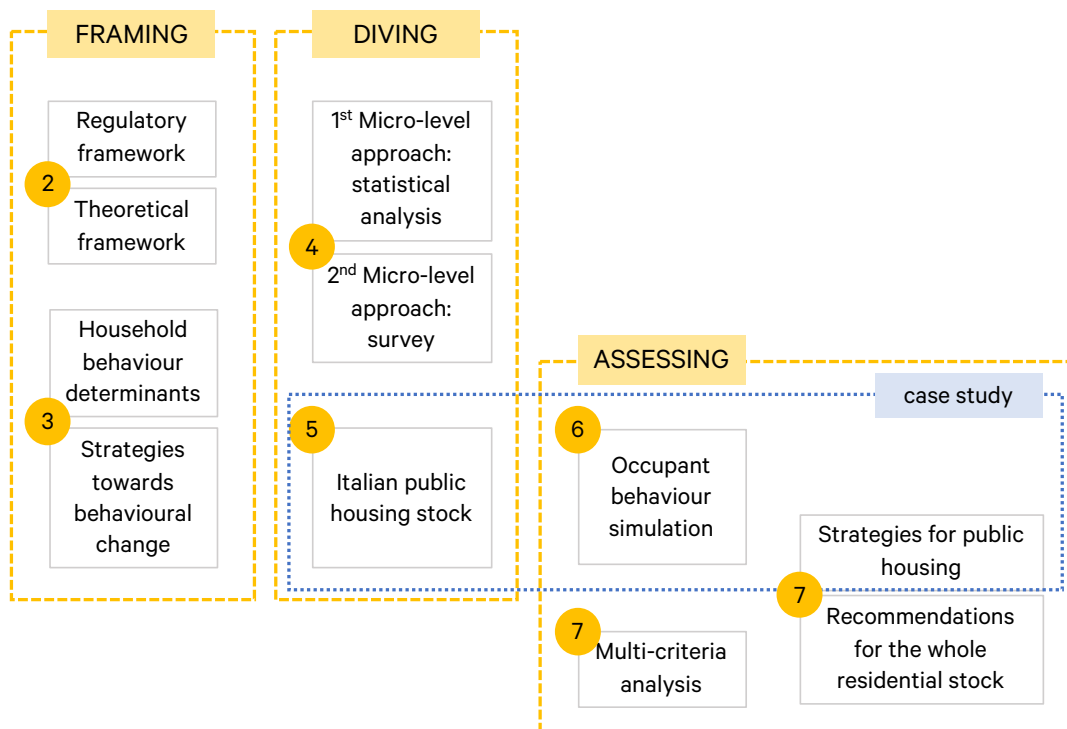 FRAMING
Regulatory
framework
2
Theoretical
framework
Household
behaviour
determinants
3
Strategies
towards
behavioural
change
DIVING
1st Micro-level
approach:
statistical
analysis
4
2nd Micro-level
approach:
survey
5
Italian public
housing stock
ASSESSING
case study
6
Occupant
behaviour
simulation
Strategies for public
housing
7
Recommendations
for the whole
residential stock
7
Multi-criteria
analysis